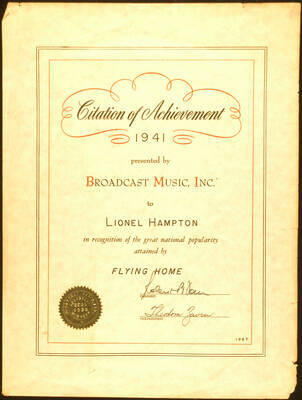 Citation of Achievement
1941
presented by
BROADCAST MUSIC, INC.
to
LIONEL HAMPTON
in recognition of the great national popularity
attained by
FLYING HOME
1967